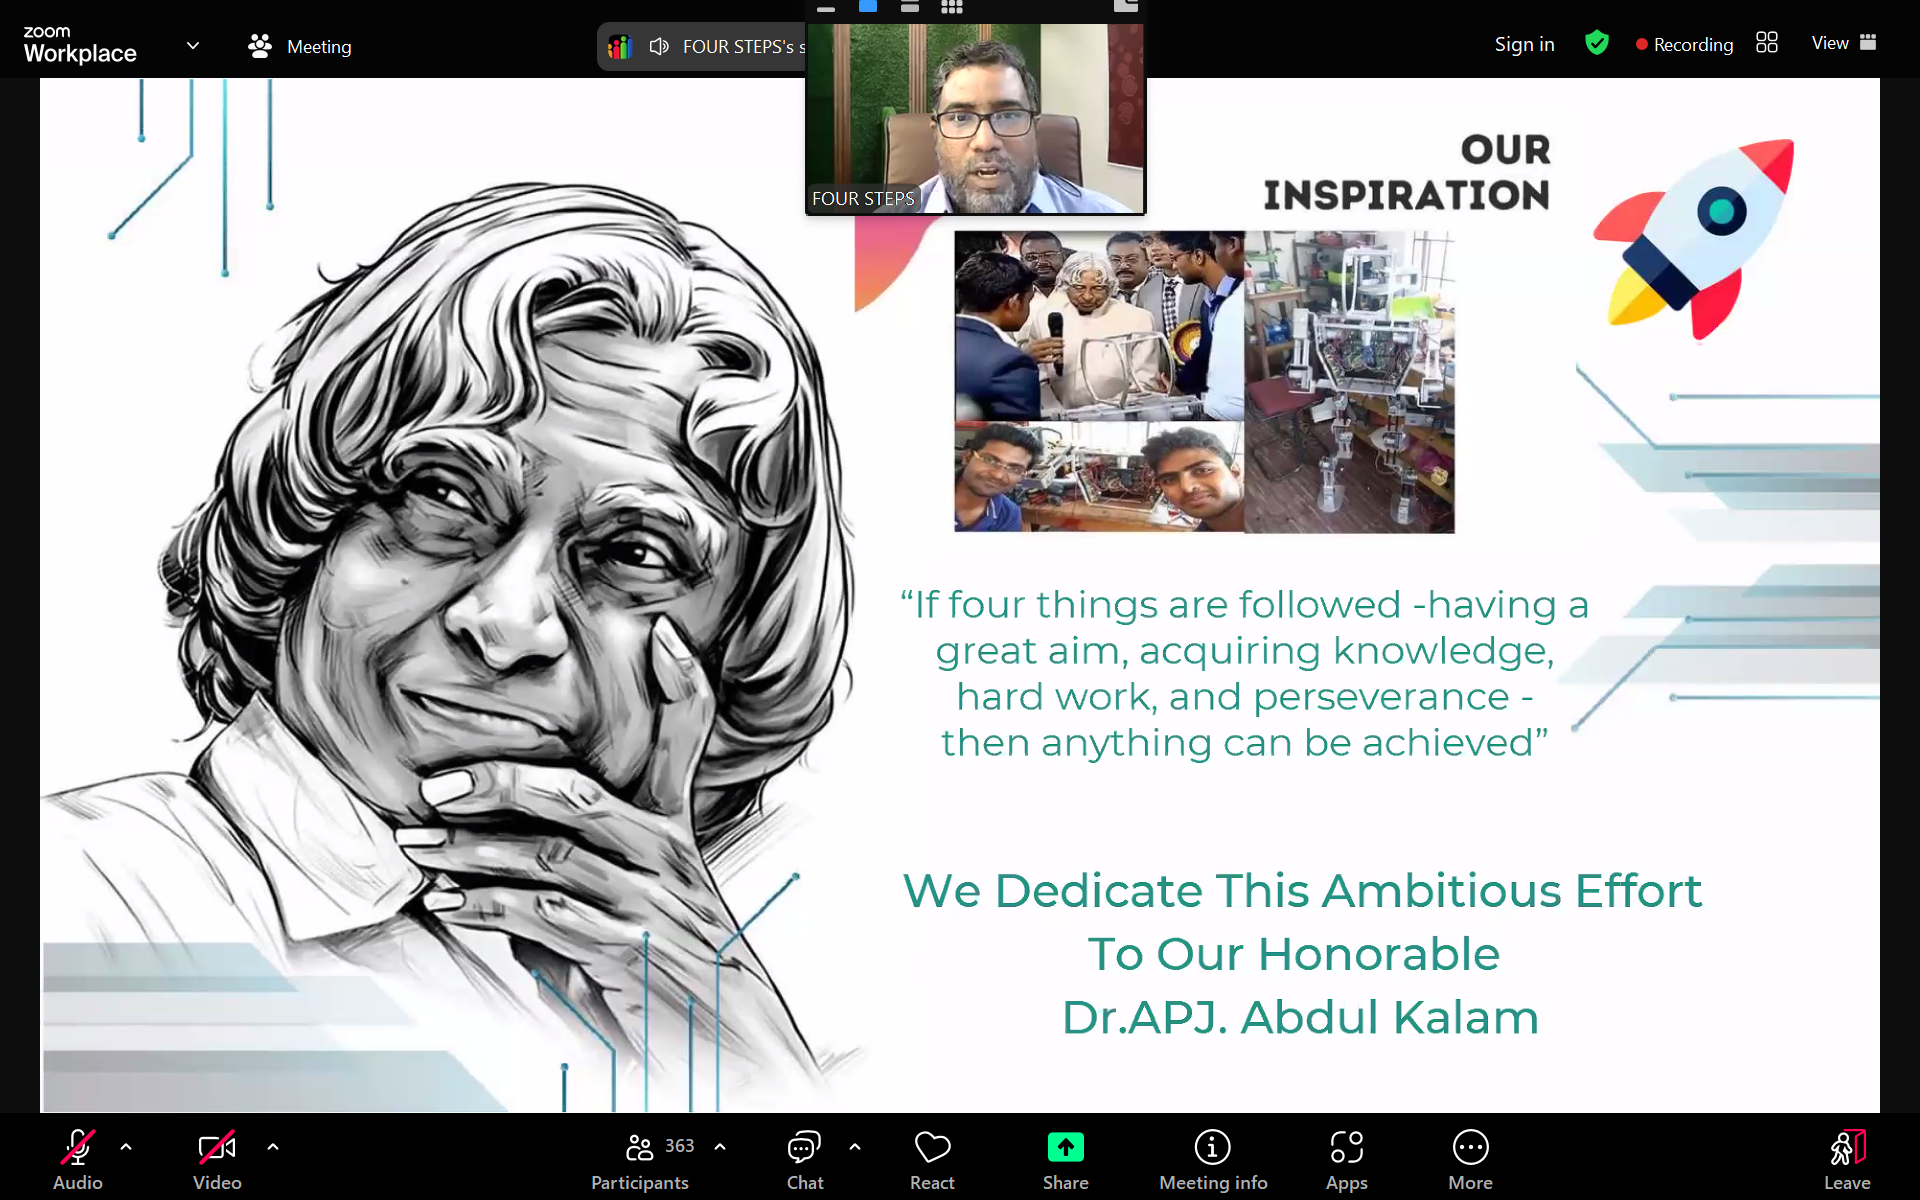 zoom
Workplace
Meeting
FOUR STEPS's s
Sign in
Recording
View
FOUR STEPS
OUR
INSPIRATION
“If four things are followed -having a
great aim, acquiring knowledge,
hard work, and perseverance -
then anything can be achieved”
We Dedicate This Ambitious Effort
To Our Honorable
Dr.APJ. Abdul Kalam
363
Audio
Video
Participants
Chat
React
Share
Meeting info
Apps
More
Leave